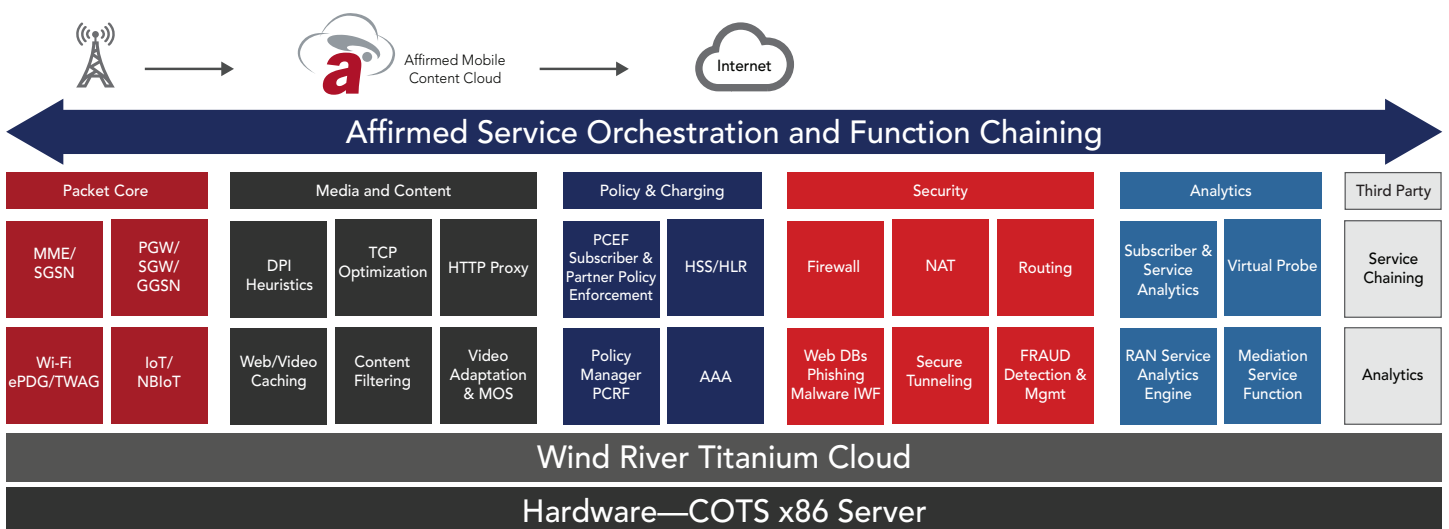 Affirmed Mobile
Content Cloud
a
Internet
Affirmed Service Orchestration and Function Chaining
Packet Core
Media and Content
Policy & Charging
Security
Analytics
Third Party
MME/
SGSN
PGW/
SGW/
GGSN
DPI
Heuristics
TCP
Optimization
HTTP Proxy
PCEF
Subscriber &
Partner Policy
Enforcement
HSS/HLR
Firewall
NAT
Routing
Subscriber &
Service
Analytics
Virtual Probe
Service
Chaining
Wi-Fi
ePDG/TWAG
IoT/
NBIoT
Web/Video
Caching
Content
Filtering
Video
Adaptation
& MOS
Policy
Manager
PCRF
AAA
Web DBs
Phishing
Malware IWF
Secure
Tunneling
FRAUD
Detection &
Mgmt
RAN Service
Analytics
Engine
Mediation
Service
Function
Analytics
Wind River Titanium Cloud
Hardware—COTS x86 Server